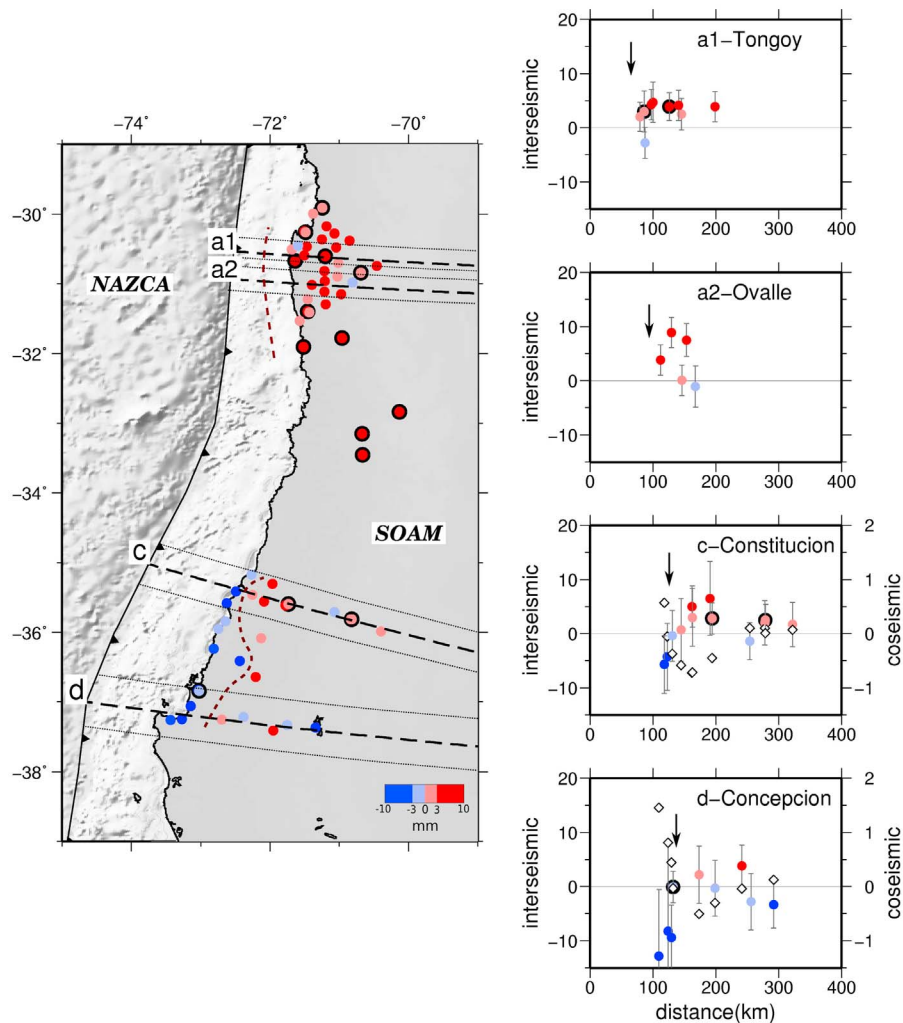 −74° −72° −70°
−30°
−32°
−34°
−36°
−38°
a1
a2
NAZCA
SOAM
c
d
−10 −3 0 3 10
mm
a1−Tongoy
interseismic
20
10
0
−10
0 100 200 300 400
a2−Ovalle
interseismic
20
10
0
−10
0 100 200 300 400
c−Constitucion
interseismic
20
10
0
−10
2
1
0
−1
coseismic
0 100 200 300 400
d−Concepcion
interseismic
20
10
0
−10
2
1
0
−1
coseismic
0 100 200 300 400
distance(km)